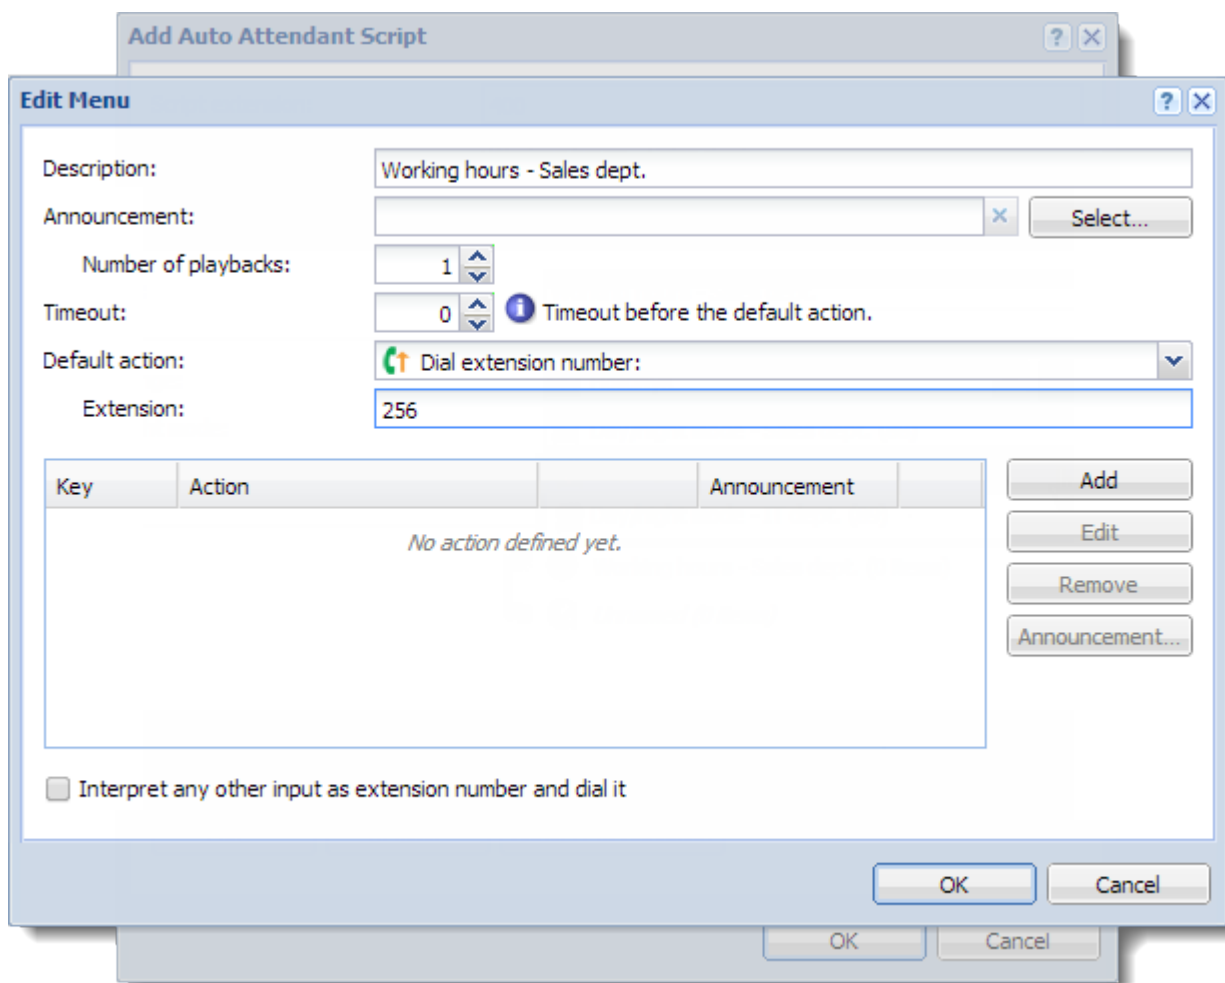 Add Auto Attendant Script
Edit Menu
Description: Working hours - Sales dept.
Announcement: Select...
Number of playbacks: 1
Timeout: 0 Timeout before the default action.
Default action: Dial extension number:
Extension: 256
Key Action Announcement
Add
No action defined yet.
Edit
Remove
Announcement...
Interpret any other input as extension number and dial it
OK Cancel
OK Cancel